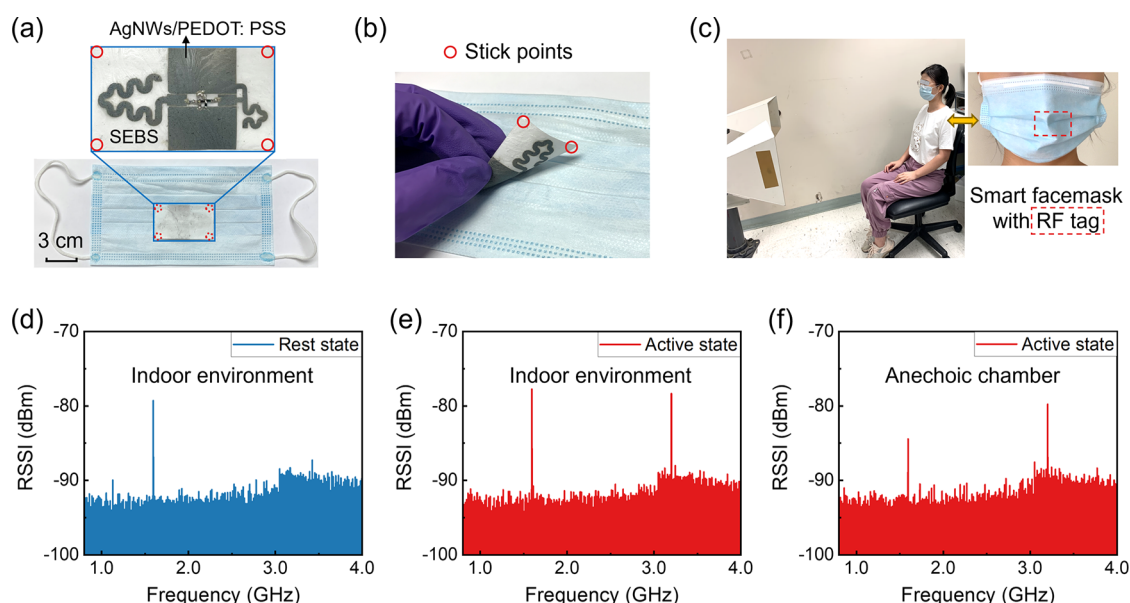 (a)
AgNWs/PEDOT: PSS
SEBS
3 cm
(b)
Stick points
(c)
Smart facemask
with RF tag
(d)
-70
-80
-90
-100
RSSI (dBm)
Rest state
Indoor environment
1.0 2.0 3.0 4.0
Frequency (GHz)
(e)
-70
-80
-90
-100
RSSI (dBm)
Active state
Indoor environment
1.0 2.0 3.0 4.0
Frequency (GHz)
(f)
-70
-80
-90
-100
RSSI (dBm)
Active state
Anechoic chamber
1.0 2.0 3.0 4.0
Frequency (GHz)